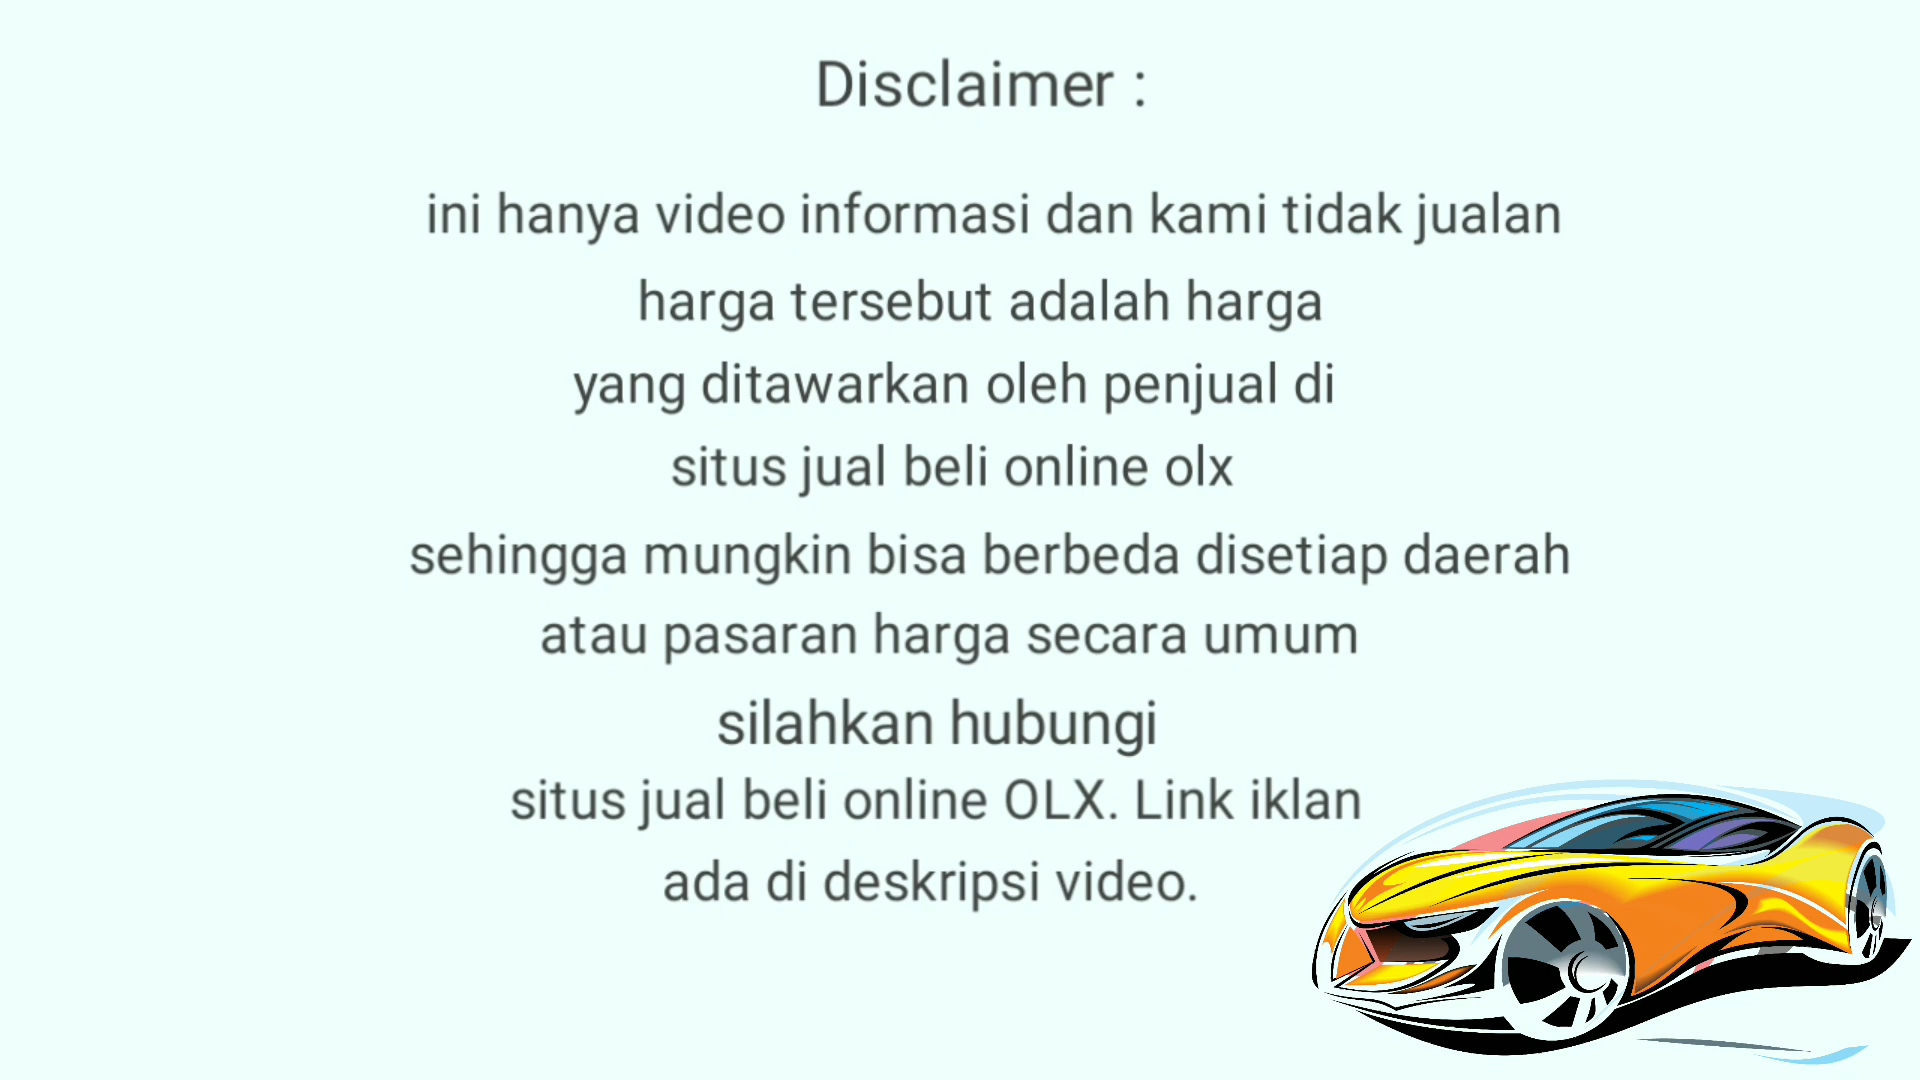 Disclaimer :
ini hanya video informasi dan kami tidak jualan
harga tersebut adalah harga
yang ditawarkan oleh penjual di
situs jual beli online olx
sehingga mungkin bisa berbeda disetiap daerah
atau pasaran harga secara umum
silahkan hubungi
situs jual beli online OLX. Link iklan
ada di deskripsi video.